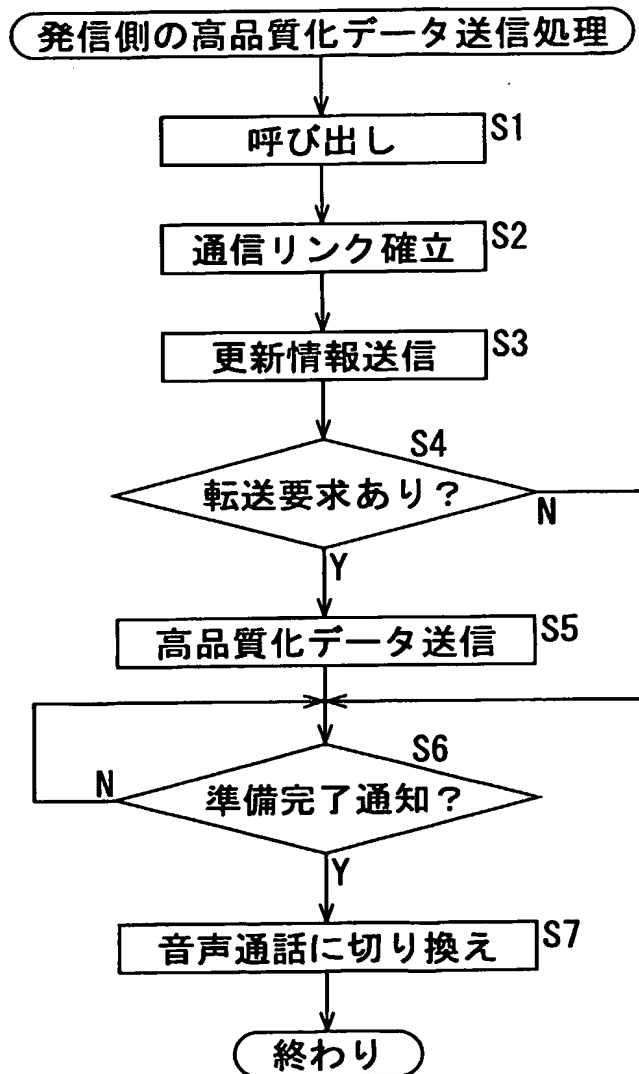 発信側の高品質化データ送信処理
呼び出し S1
通信リンク確立 S2
更新情報送信 S3
S4
転送要求あり？
N
Y
高品質化データ送信 S5
S6
N
準備完了通知？
Y
音声通話に切り換え S7
終わり